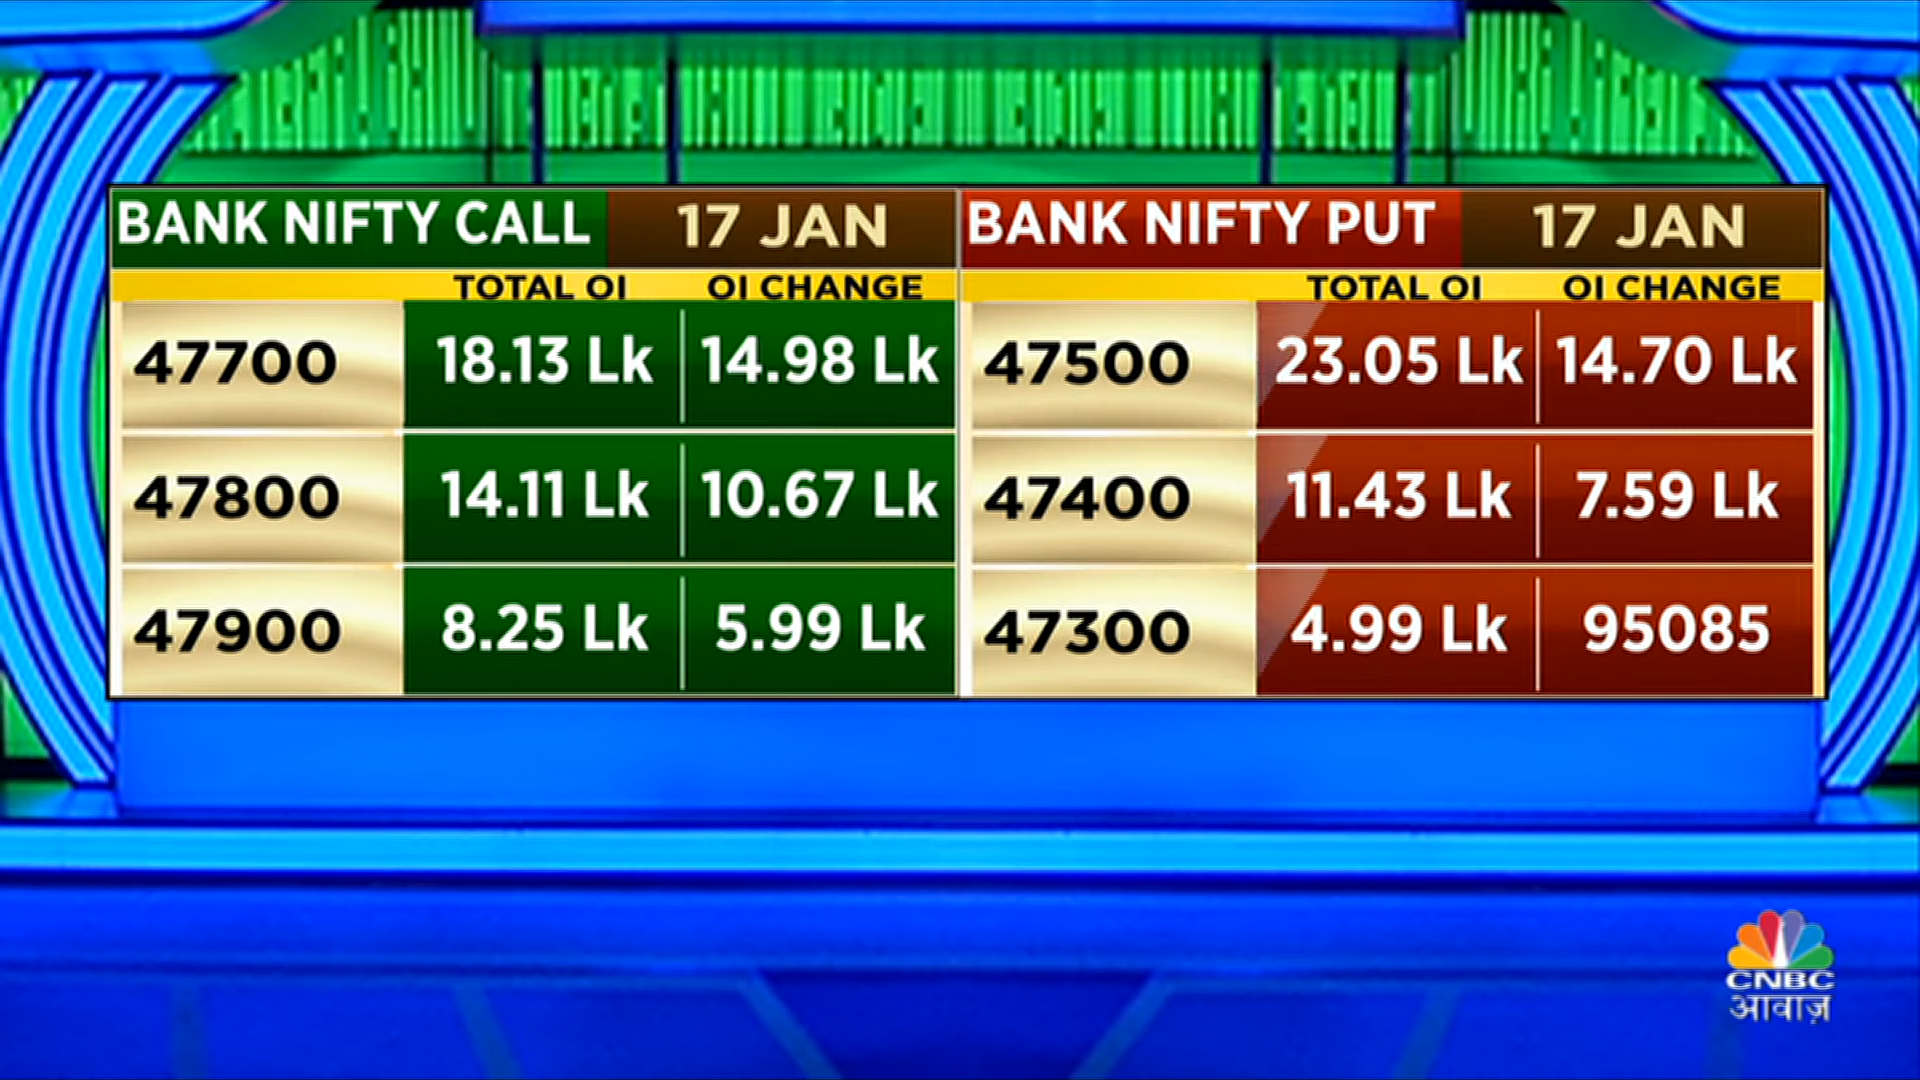 BANK NIFTY CALL 17 JAN BANK NIFTY PUT 17 JAN
TOTAL OI OI CHANGE TOTAL OI OI CHANGE
47700 18.13 Lk 14.98 Lk 47500 23.05 Lk 14.70 Lk
47800 14.11 Lk 10.67 Lk 47400 11.43 Lk 7.59 Lk
47900 8.25 Lk 5.99 Lk 47300 4.99 Lk 95085
CNBC
आवाज़